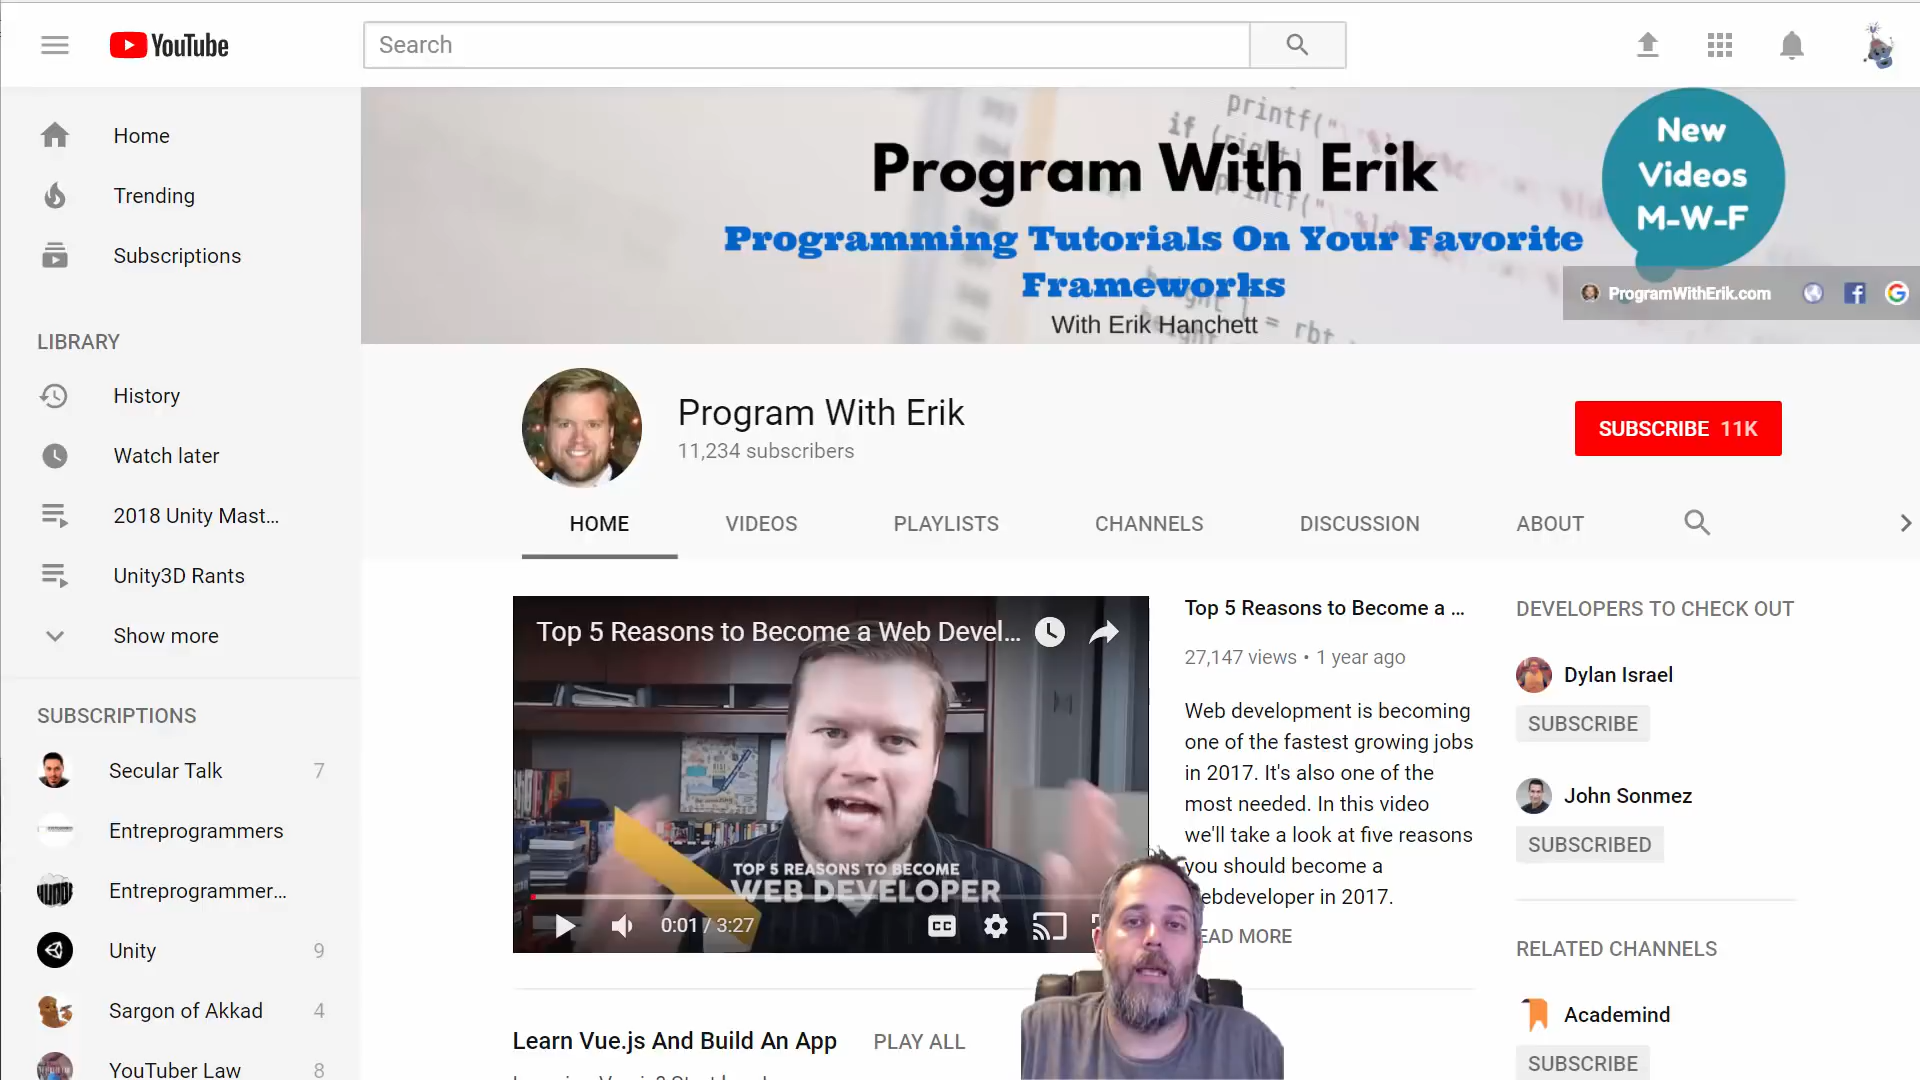 YouTube
Search
Home
Trending
Subscriptions
LIBRARY
History
Watch later
2018 Unity Mast...
Unity3D Rants
Show more
SUBSCRIPTIONS
Secular Talk 7
Entreprogrammers
Entreprogrammer...
Unity 9
Sargon of Akkad 4
YouTuber Law 8
printf("
if (right)
printf("
Program With Erik
Programming Tutorials On Your Favorite
Frameworks
With Erik Hanchett
= rbt
New
Videos
M-W-F
ProgramWithErik.com
Program With Erik
11,234 subscribers
SUBSCRIBE 11K
HOME VIDEOS PLAYLISTS CHANNELS DISCUSSION ABOUT
Top 5 Reasons to Become a Web Devel...
TOP 5 REASONS TO BECOME
WEB DEVELOPER
0:01 / 3:27
CC
Top 5 Reasons to Become a ...
27,147 views • 1 year ago
Web development is becoming
one of the fastest growing jobs
in 2017. It's also one of the
most needed. In this video
we'll take a look at five reasons
you should become a
ebdeveloper in 2017.
EAD MORE
Learn Vue.js And Build An App PLAY ALL
DEVELOPERS TO CHECK OUT
Dylan Israel
SUBSCRIBE
John Sonmez
SUBSCRIBED
RELATED CHANNELS
Academind
SUBSCRIBE